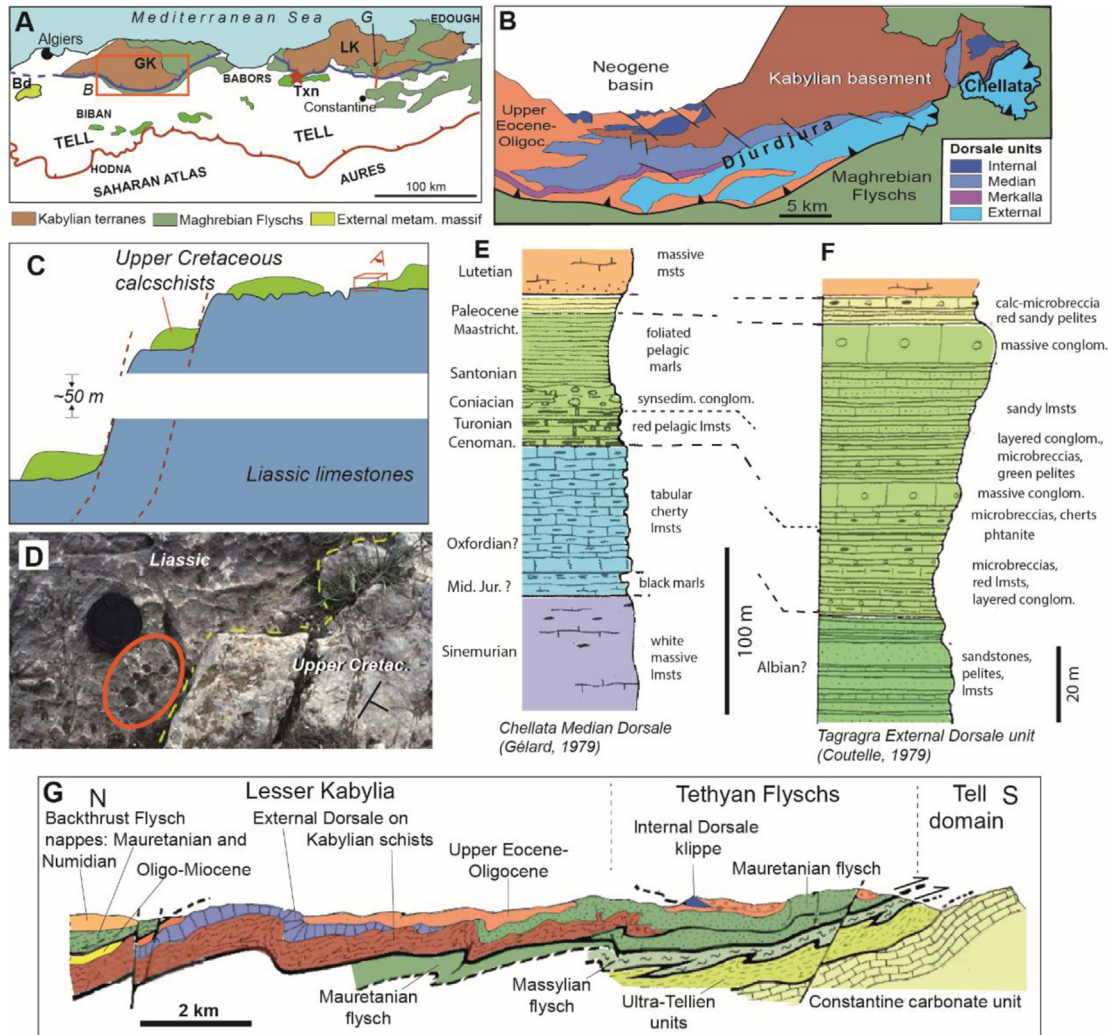 A
Mediterranean Sea
G
EDOUGH
Algiers
GK
LK
Bd
B
BABORS
Txn
Constantine
BIBAN
TELL
TELL
HODNA
SAHARAN ATLAS
AURES
100 km
Kabylian terranes
Maghrebian Flyschs
External metam. massif
B
Neogene
basin
Kabylian basement
Chellata
Upper
Eocene-
Oligoc.
Djurdjura
Maghrebian
Flyschs
5 km
Dorsale units
Internal
Median
Merkalla
External
C
Upper Cretaceous
calcschists
~50 m
Liassic limestones
D
Liassic
Upper Cretac.
E
Lutetian
Paleocene
Maastricht.
Santonian
Coniacian
Turonian
Cenoman.
Oxfordian?
Mid. Jur. ?
Sinemurian
massive
msts
foliated
pelagic
marls
synsedim. conglom.
red pelagic lmsts
tabular
cherty
lmsts
black marls
white
massive
lmsts
100 m
Chellata Median Dorsale
(Gélard, 1979)
F
calc-microbreccia
red sandy pelites
massive conglom.
sandy lmsts
layered conglom.,
microbreccias,
green pelites
massive conglom.
microbreccias, cherts
phtanite
microbreccias,
red lmsts,
layered conglom.
Albian?
sandstones,
pelites,
lmsts
20 m
Tagragra External Dorsale unit
(Coutelle, 1979)
G
N
Lesser Kabylia
Tethyan Flyschs
Tell
domain
S
Backthrust Flysch
nappes: Mauretanian and
Numidian
Oligo-Miocene
External Dorsale on
Kabylian schists
Upper Eocene-
Oligocene
Internal Dorsale
klippe
Mauretanian flysch
Mauretanian
flysch
Massylian
flysch
Ultra-Tellien
units
Constantine carbonate unit
2 km